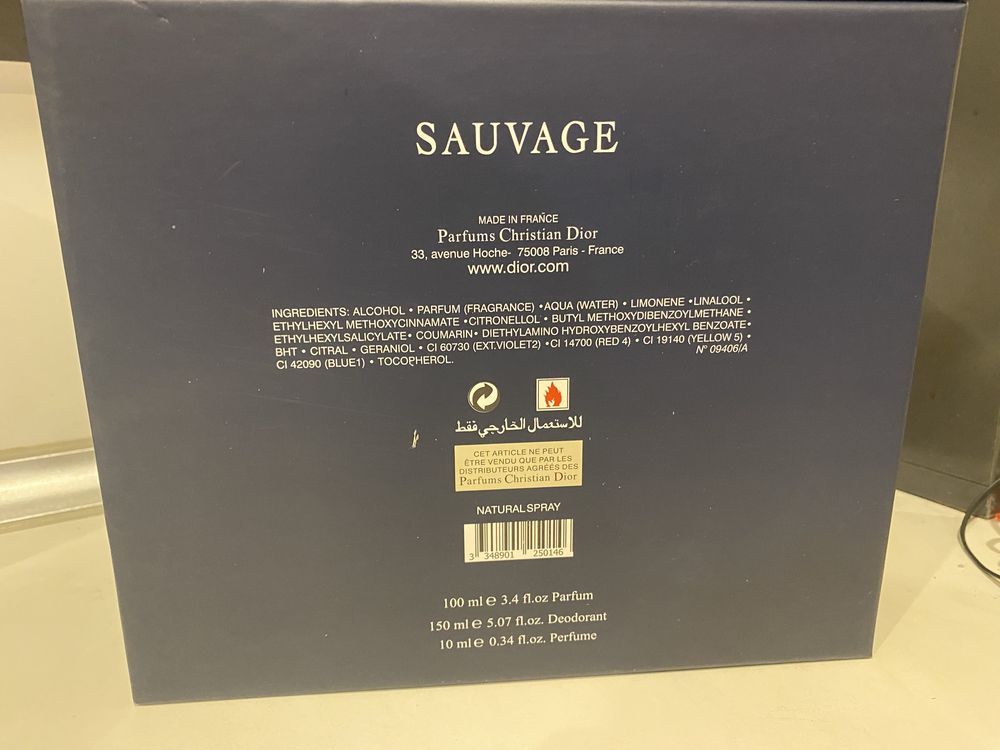 SAUVAGE
MADE IN FRANCE
Parfums Christian Dior
33, avenue Hoche- 75008 Paris - France
www.dior.com
INGREDIENTS: ALCOHOL • PARFUM (FRAGRANCE) •AQUA (WATER) • LIMONENE •LINALOOL •
ETHYLHEXYL METHOXYCINNAMATE •CITRONELLOL • BUTYL METHOXYDIBENZOYLMETHANE •
ETHYLHEXYLSALICYLATE• COUMARIN• DIETHYLAMINO HYDROXYBENZOYLHEXYL BENZOATE•
BHT • CITRAL • GERANIOL • CI 60730 (EXT.VIOLET2) •CI 14700 (RED 4) • CI 19140 (YELLOW 5) •
CI 42090 (BLUE1) • TOCOPHEROL.
N° 09406/A
للاستعمال الخارجي فقط
CET ARTICLE NE PEUT
ÊTRE VENDU QUE PAR LES
DISTRIBUTEURS AGRÉÉS DES
Parfums Christian Dior
NATURAL SPRAY
3 348901 250146
100 ml e 3.4 fl.oz Parfum
150 ml e 5.07 fl.oz. Deodorant
10 ml e 0.34 fl.oz. Perfume